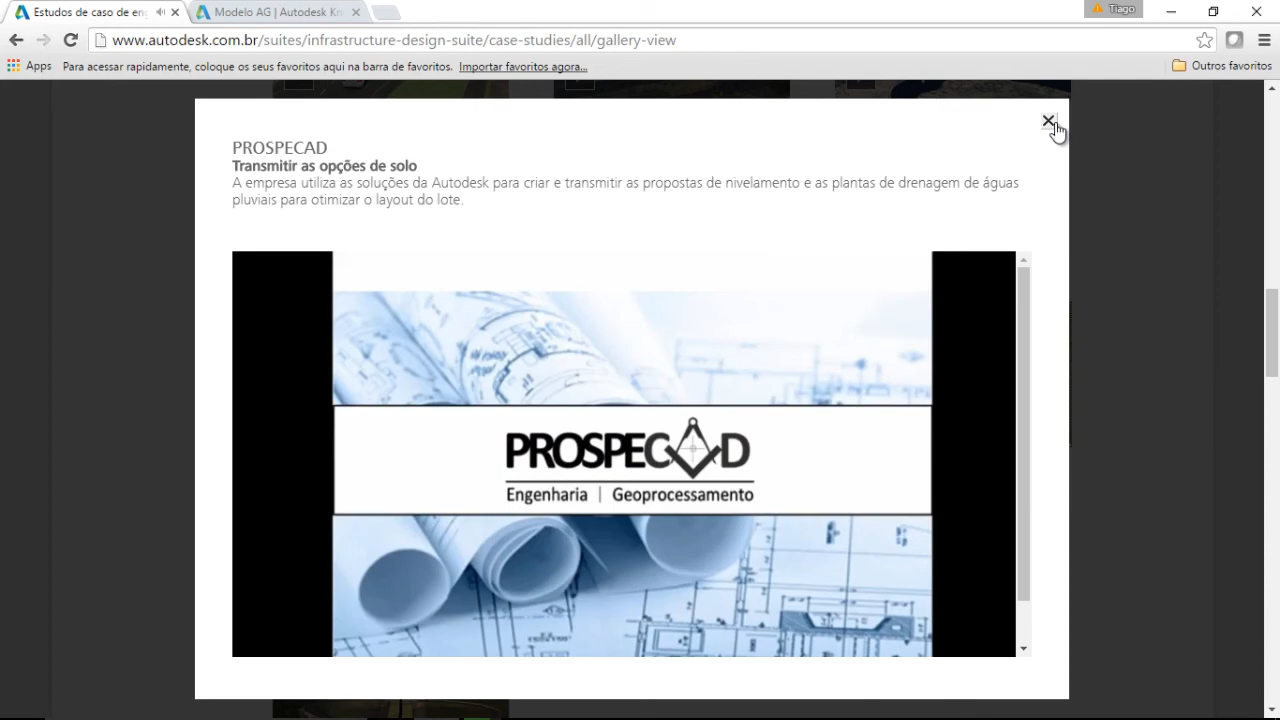 Estudos de caso de en
Modelo AG | Autodesk Kn
Tiago
www.autodesk.com.br/suites/infrastructure-design-suite/case-studies/all/gallery-view
Apps
Para acessar rapidamente, coloque os seus favoritos aqui na barra de favoritos.
Importar favoritos agora...
Outros favoritos
PROSPECAD
Transmitir as opções de solo
A empresa utiliza as soluções da Autodesk para criar e transmitir as propostas de nivelamento e as plantas de drenagem de águas
pluviais para otimizar o layout do lote.
PROSPECAD
Engenharia | Geoprocessamento